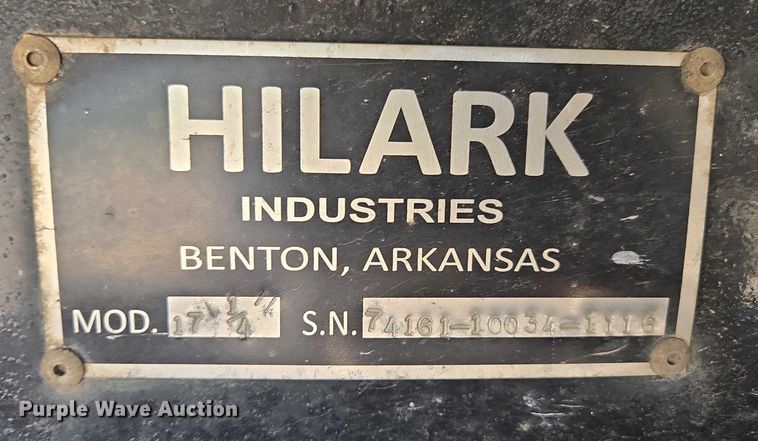 HILARK
INDUSTRIES
BENTON, ARKANSAS
MOD. 17' 1/4" S.N. 74161-10034-1116
Purple Wave Auction